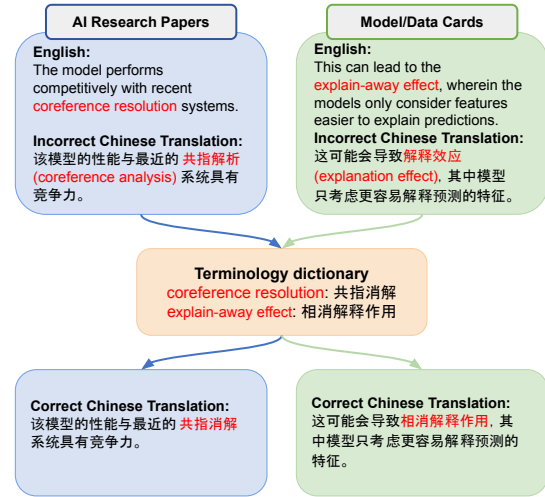 AI Research Papers
English:
The model performs
competitively with recent
coreference resolution
systems.
Incorrect Chinese Translation:
该模型的性能与最近的 共指解析
(coreference analysis) 系统具有
竞争力。
Model/Data Cards
English:
This can lead to the
explain-away effect, wherein the
models only consider features
easier to explain predictions.
Incorrect Chinese Translation:
这可能会导致解释效应
(explanation effect), 其中模型
只考虑更容易解释预测的特征。
Terminology dictionary
coreference resolution: 共指消解
explain-away effect: 相消解释作用
Correct Chinese Translation:
该模型的性能与最近的 共指消解
系统具有竞争力。
Correct Chinese Translation:
这可能会导致相消解释作用, 其
中模型只考虑更容易解释预测的
特征。